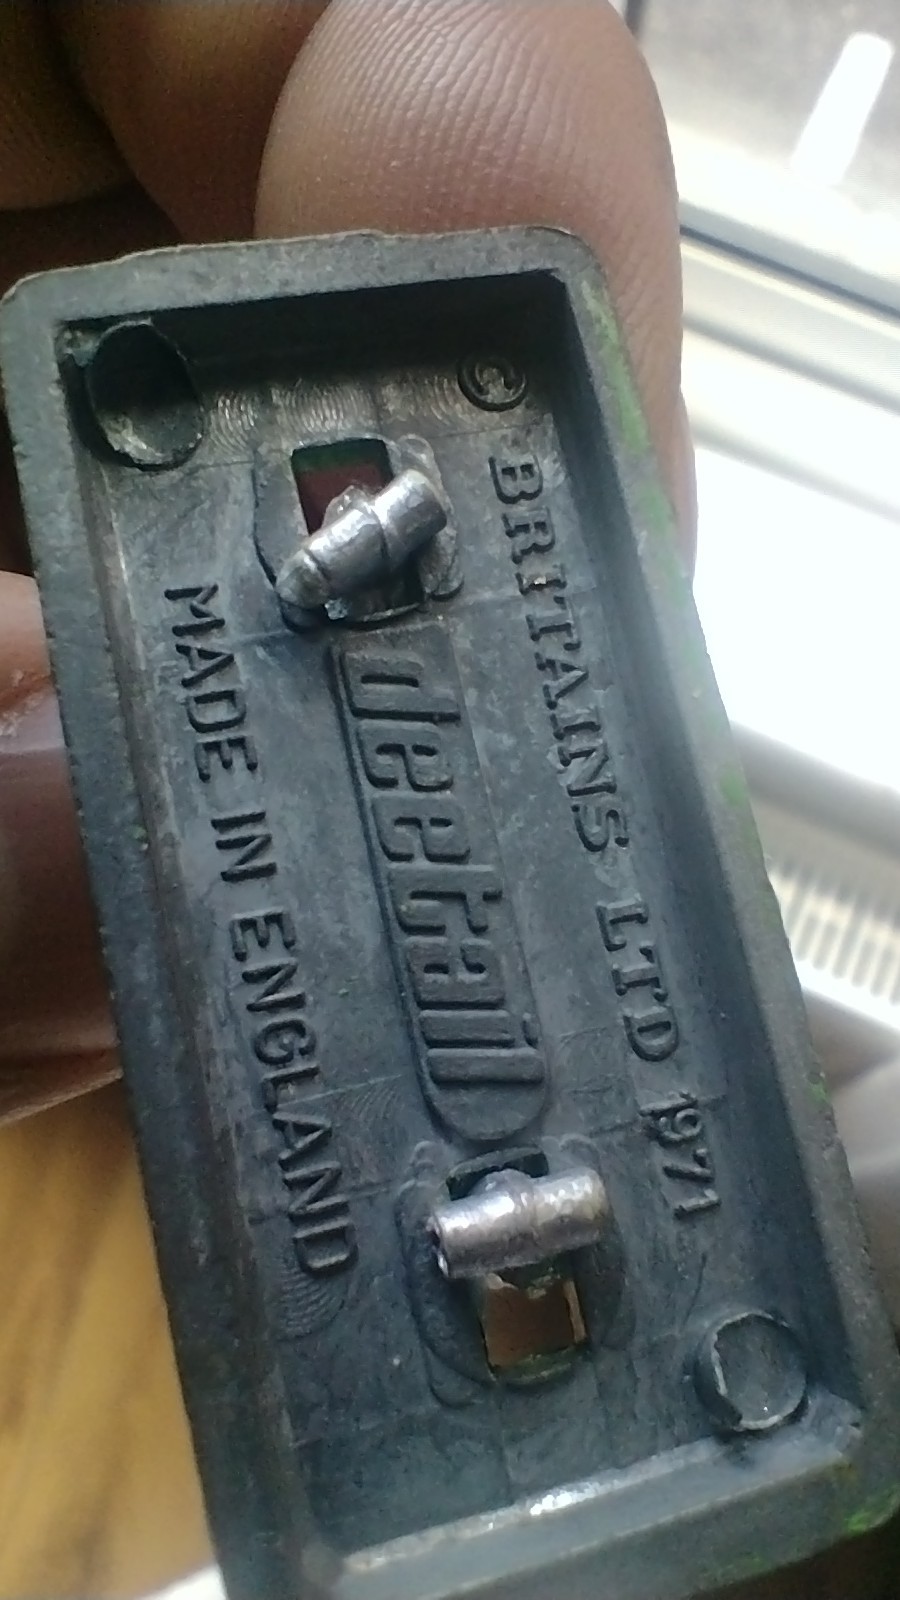 © BRITAINS LTD 1971
deetail
MADE IN ENGLAND